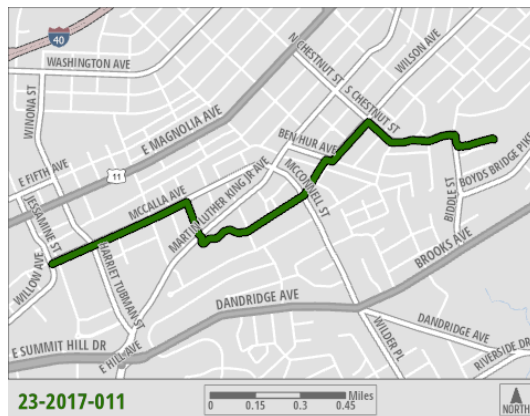 40
WASHINGTON AVE
N CHESTNUT ST
S CHESTNUT ST
WILSON AVE
WINONA ST
E MAGNOLIA AVE
BEN HUR AVE
E FIFTH AVE
11
MCCALLA AVE
MARTIN LUTHER KING JR AVE
MCCONNELL ST
BOYDS BRIDGE PIK
BIDDLE ST
JESSAMINE ST
WILLOW AVE
HARRIET TUBMAN ST
BROOKS AVE
DANDRIDGE AVE
DANDRIDGE AVE
E SUMMIT HILL DR
E HILL AVE
WILDER PL
RIVERSIDE DR
23-2017-011
Miles
0 0.15 0.3 0.45
NORTH